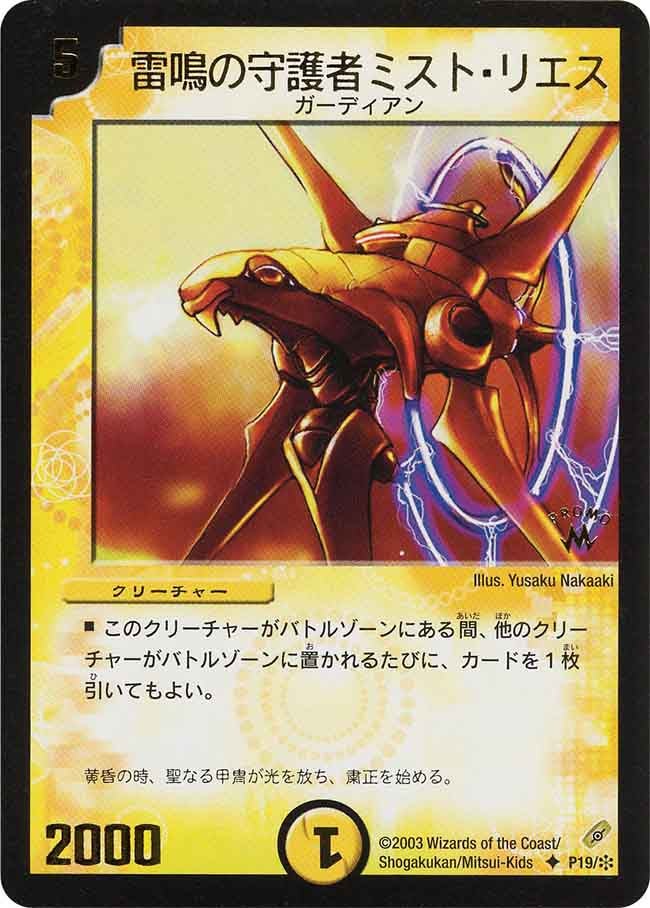 5
雷鳴の守護者ミスト・リエス
ガーディアン
PROMO
Illus. Yusaku Nakaaki
クリーチャー
■ このクリーチャーがバトルゾーンにある間、他のクリー
チャーがバトルゾーンに置かれるたびに、カードを1枚
引いてもよい。
黄昏の時、聖なる甲冑が光を放ち、粛正を始める。
2000
1
©2003 Wizards of the Coast/
Shogakukan/Mitsui-Kids
P19/✻